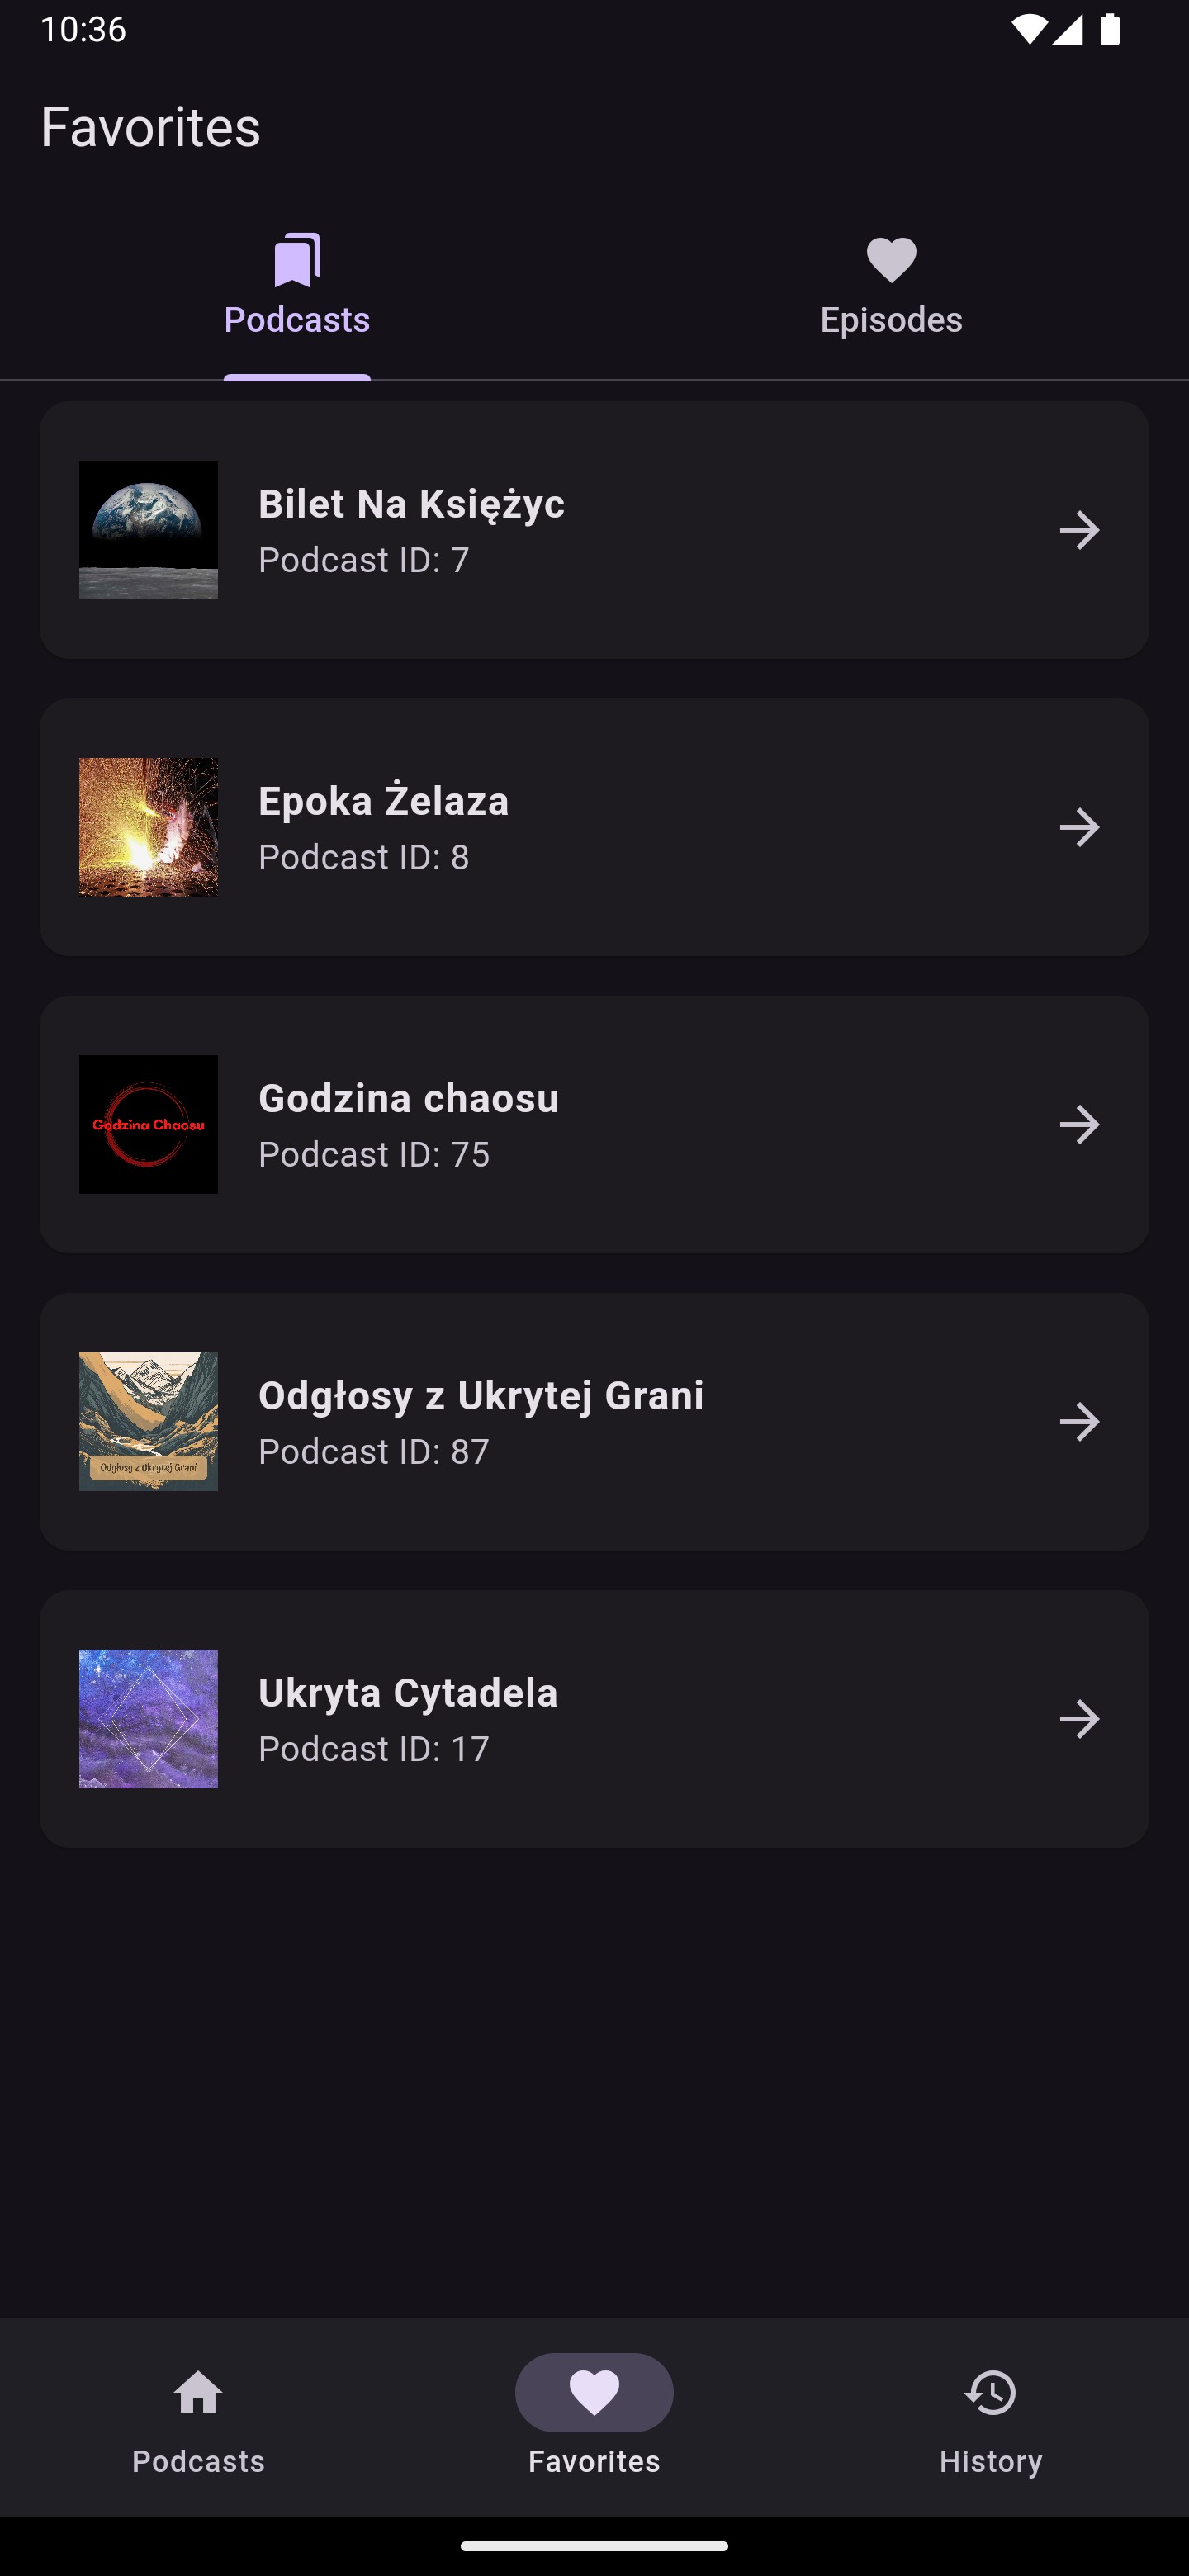 10:36
Favorites
Podcasts
Episodes
Bilet Na Księżyc
Podcast ID: 7
Epoka Żelaza
Podcast ID: 8
Godzina Chaosu
Godzina chaosu
Podcast ID: 75
Odgłosy z Ukrytej Grani
Odgłosy z Ukrytej Grani
Podcast ID: 87
Ukryta Cytadela
Podcast ID: 17
Podcasts
Favorites
History